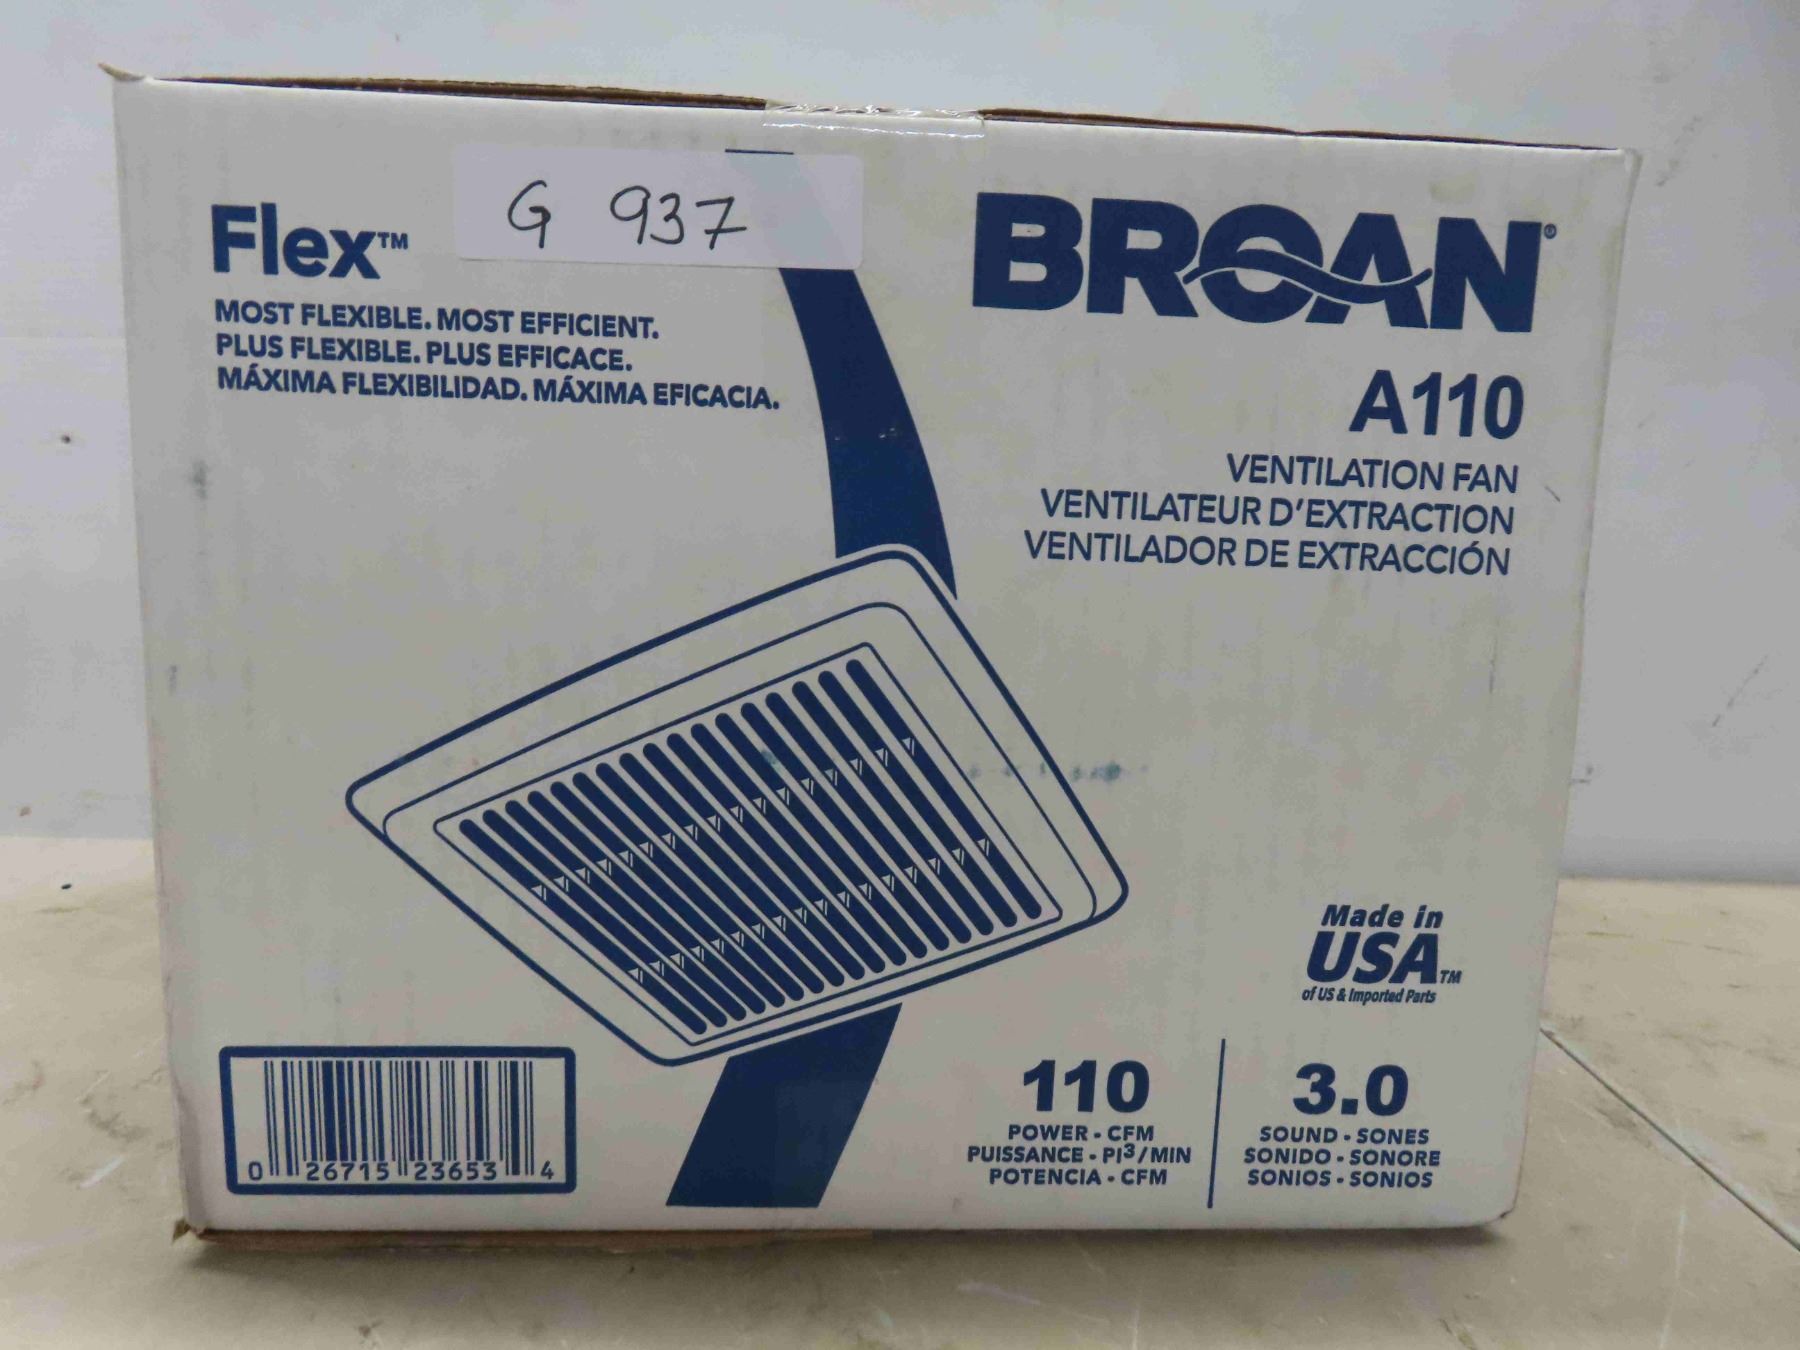 G 937
Flex™
MOST FLEXIBLE. MOST EFFICIENT.
PLUS FLEXIBLE. PLUS EFFICACE.
MÁXIMA FLEXIBILIDAD. MÁXIMA EFICACIA.
BROAN®
A110
VENTILATION FAN
VENTILATEUR D'EXTRACTION
VENTILADOR DE EXTRACCIÓN
Made in
USA™
of US & Imported Parts
110
POWER - CFM
PUISSANCE - PI³/MIN
POTENCIA - CFM
3.0
SOUND - SONES
SONIDO - SONORE
SONIOS - SONIOS
0 26715 23653 4